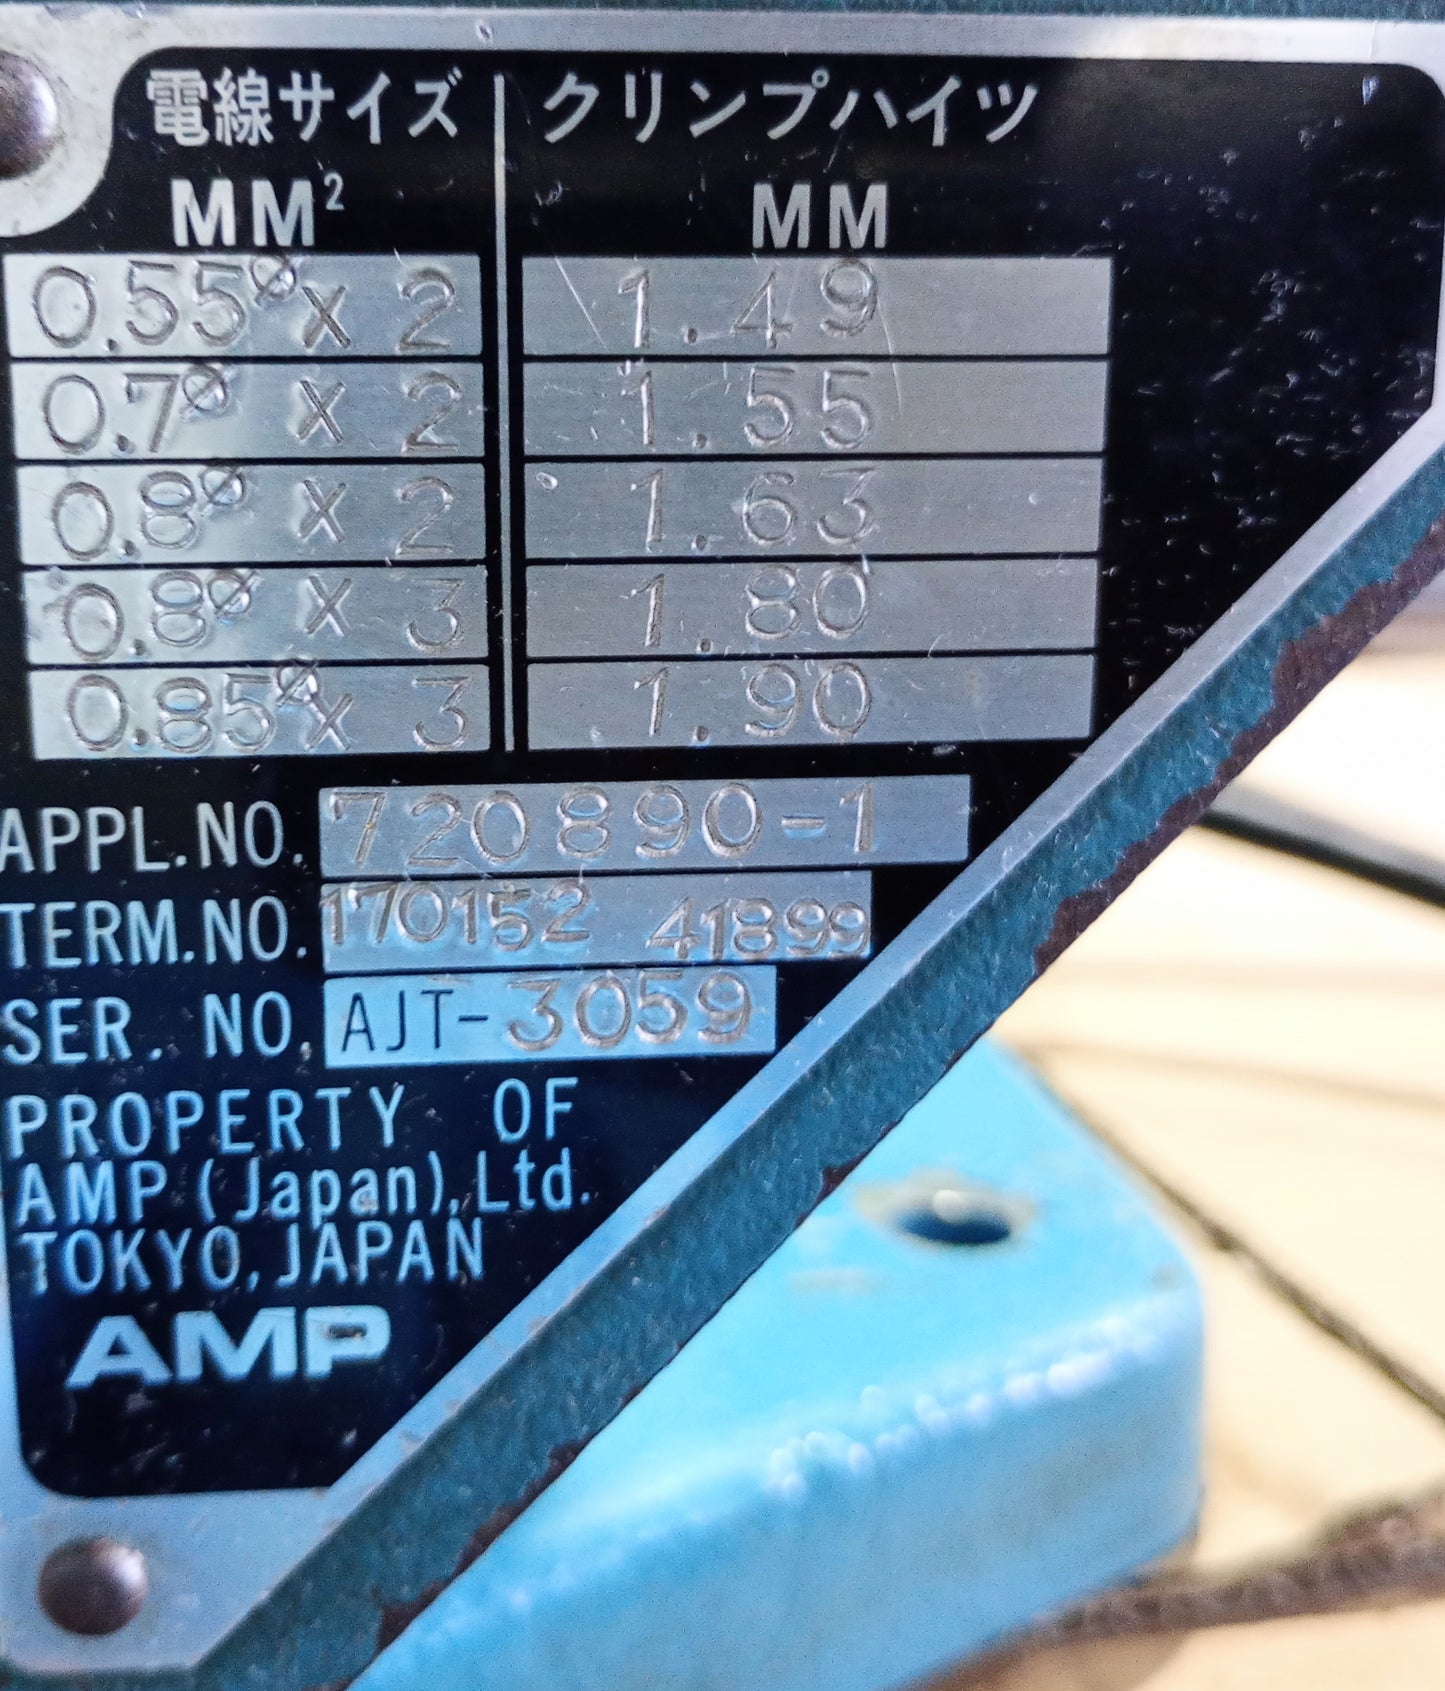 電線サイズ クリンプハイツ
MM² MM
0.55ø x 2 1.49
0.7ø x 2 1.55
0.8ø x 2 1.63
0.8ø x 3 1.80
0.85ø x 3 1.90
APPL.NO. 720890-1
TERM.NO. 170152 41899
SER. NO. AJT-3059
PROPERTY OF
AMP (Japan), Ltd.
TOKYO, JAPAN
AMP